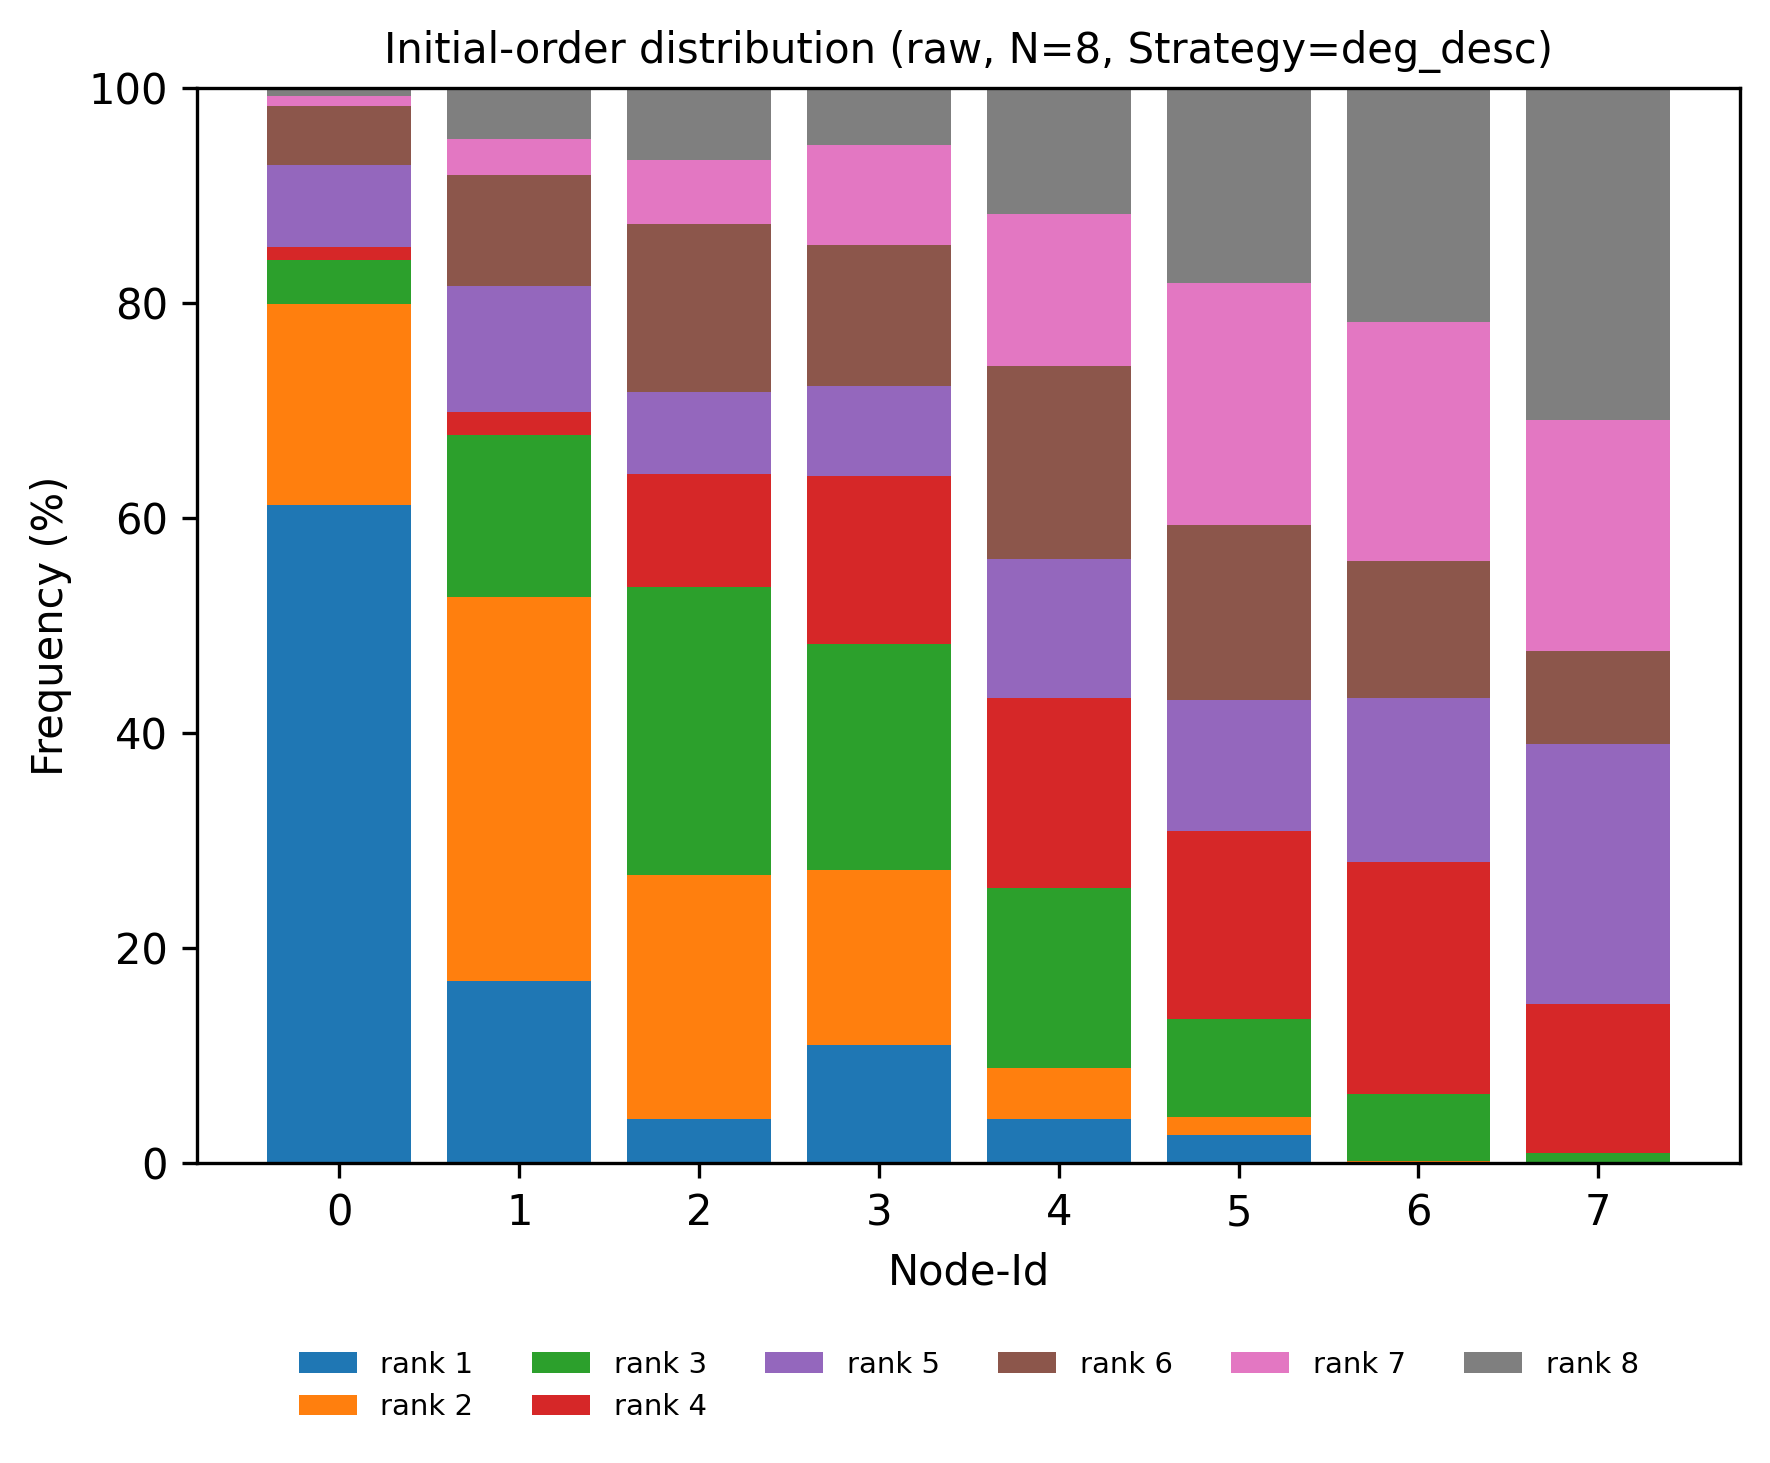 Initial-order distribution (raw, N=8, Strategy=deg_desc)
100
80
60
40
20
0
Frequency (%)
0 1 2 3 4 5 6 7
Node-Id
rank 1 rank 3 rank 5 rank 6 rank 7 rank 8
rank 2 rank 4